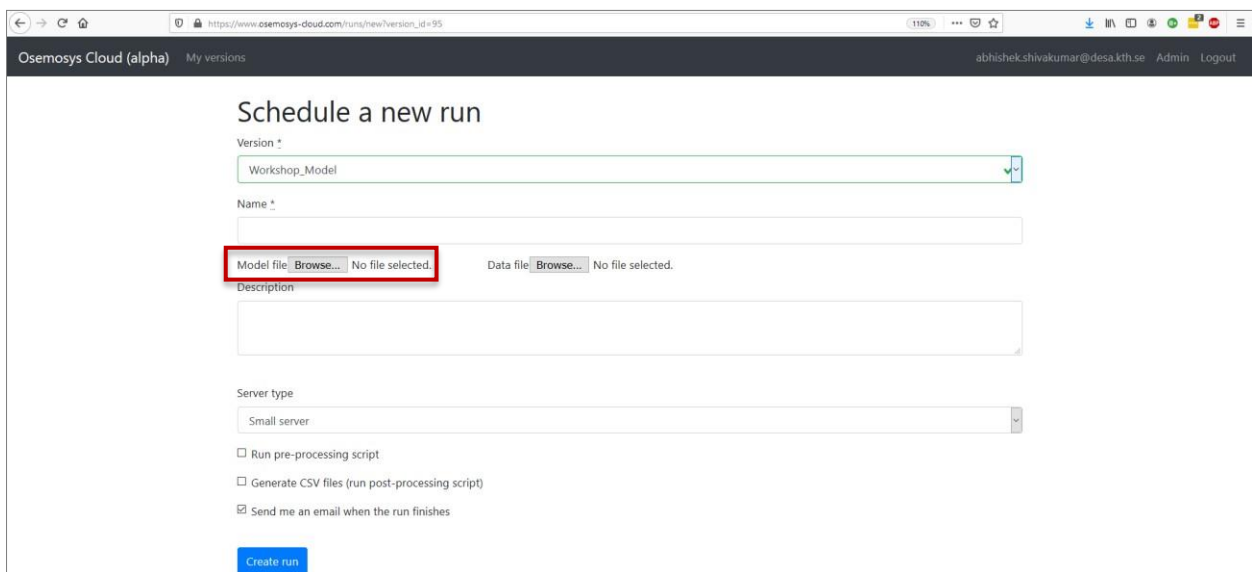 https://www.osemosys-cloud.com/runs/new?version_id=95 110%
Osemosys Cloud (alpha) My versions abhishek.shivakumar@desa.kth.se Admin Logout
Schedule a new run
Version *
Workshop_Model
Name *
Model file Browse... No file selected. Data file Browse... No file selected.
Description
Server type
Small server
Run pre-processing script
Generate CSV files (run post-processing script)
Send me an email when the run finishes
Create run